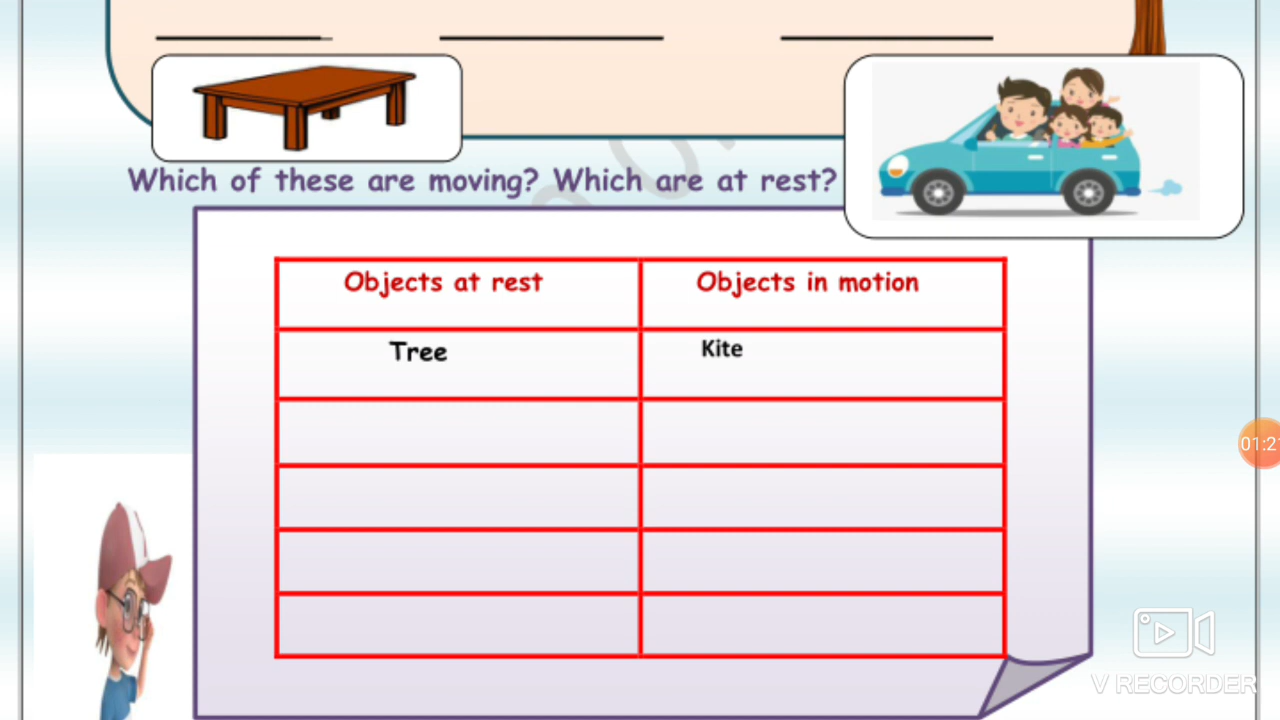 Which of these are moving? Which are at rest?
Objects at rest
Objects in motion
Tree
Kite
01:21
V RECORDER